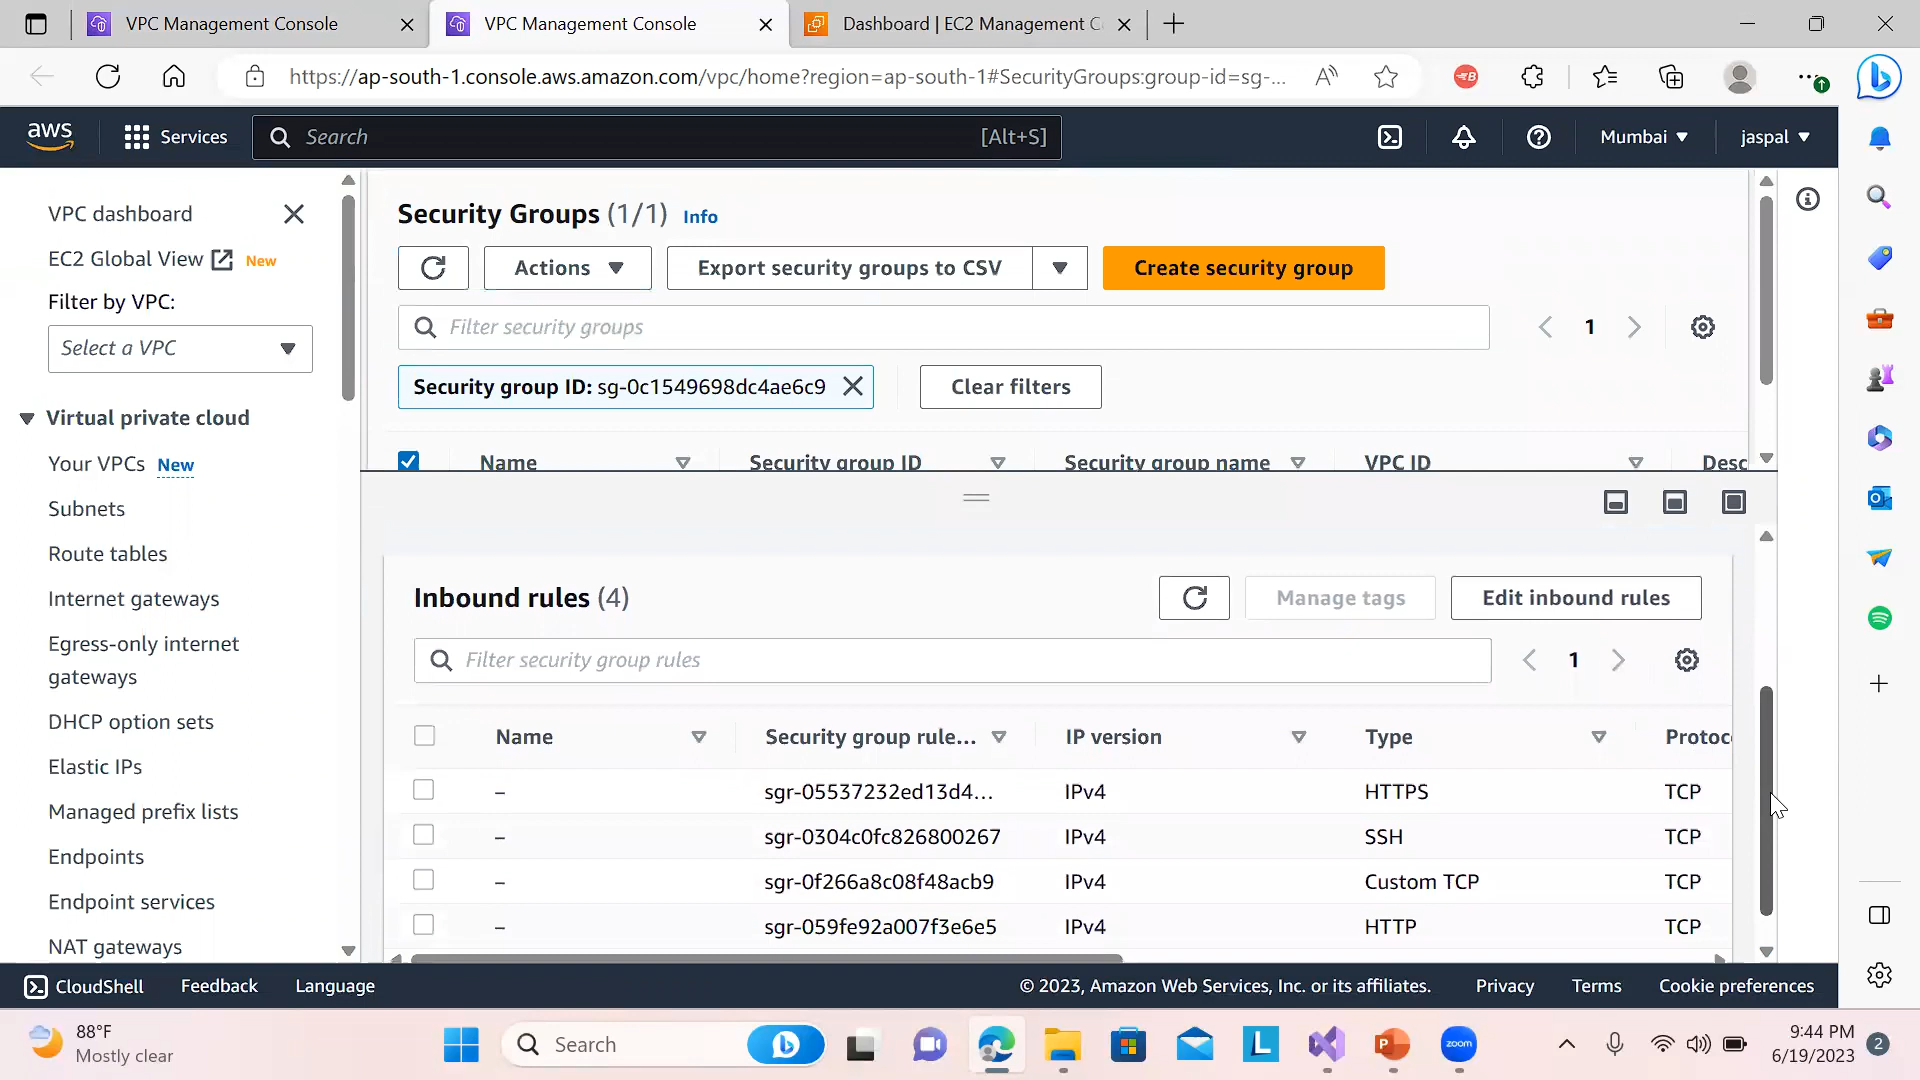 VPC Management Console
VPC Management Console
Dashboard | EC2 Management C
https://ap-south-1.console.aws.amazon.com/vpc/home?region=ap-south-1#SecurityGroups:group-id=sg-...
aws
Services
Search
[Alt+S]
Mumbai
jaspal
VPC dashboard
EC2 Global View New
Filter by VPC:
Select a VPC
Virtual private cloud
Your VPCs New
Subnets
Route tables
Internet gateways
Egress-only internet
gateways
DHCP option sets
Elastic IPs
Managed prefix lists
Endpoints
Endpoint services
NAT gateways
Security Groups (1/1) Info
Actions
Export security groups to CSV
Create security group
Filter security groups
1
Security group ID: sg-0c1549698dc4ae6c9
Clear filters
Name Security group ID Security group name VPC ID Desc
Inbound rules (4)
Manage tags
Edit inbound rules
Filter security group rules
1
Name Security group rule... IP version Type Protoc
– sgr-05537232ed13d4... IPv4 HTTPS TCP
– sgr-0304c0fc826800267 IPv4 SSH TCP
– sgr-0f266a8c08f48acb9 IPv4 Custom TCP TCP
– sgr-059fe92a007f3e6e5 IPv4 HTTP TCP
CloudShell
Feedback
Language
© 2023, Amazon Web Services, Inc. or its affiliates.
Privacy
Terms
Cookie preferences
88°F
Mostly clear
Search
L
P
zoom
9:44 PM
6/19/2023
2